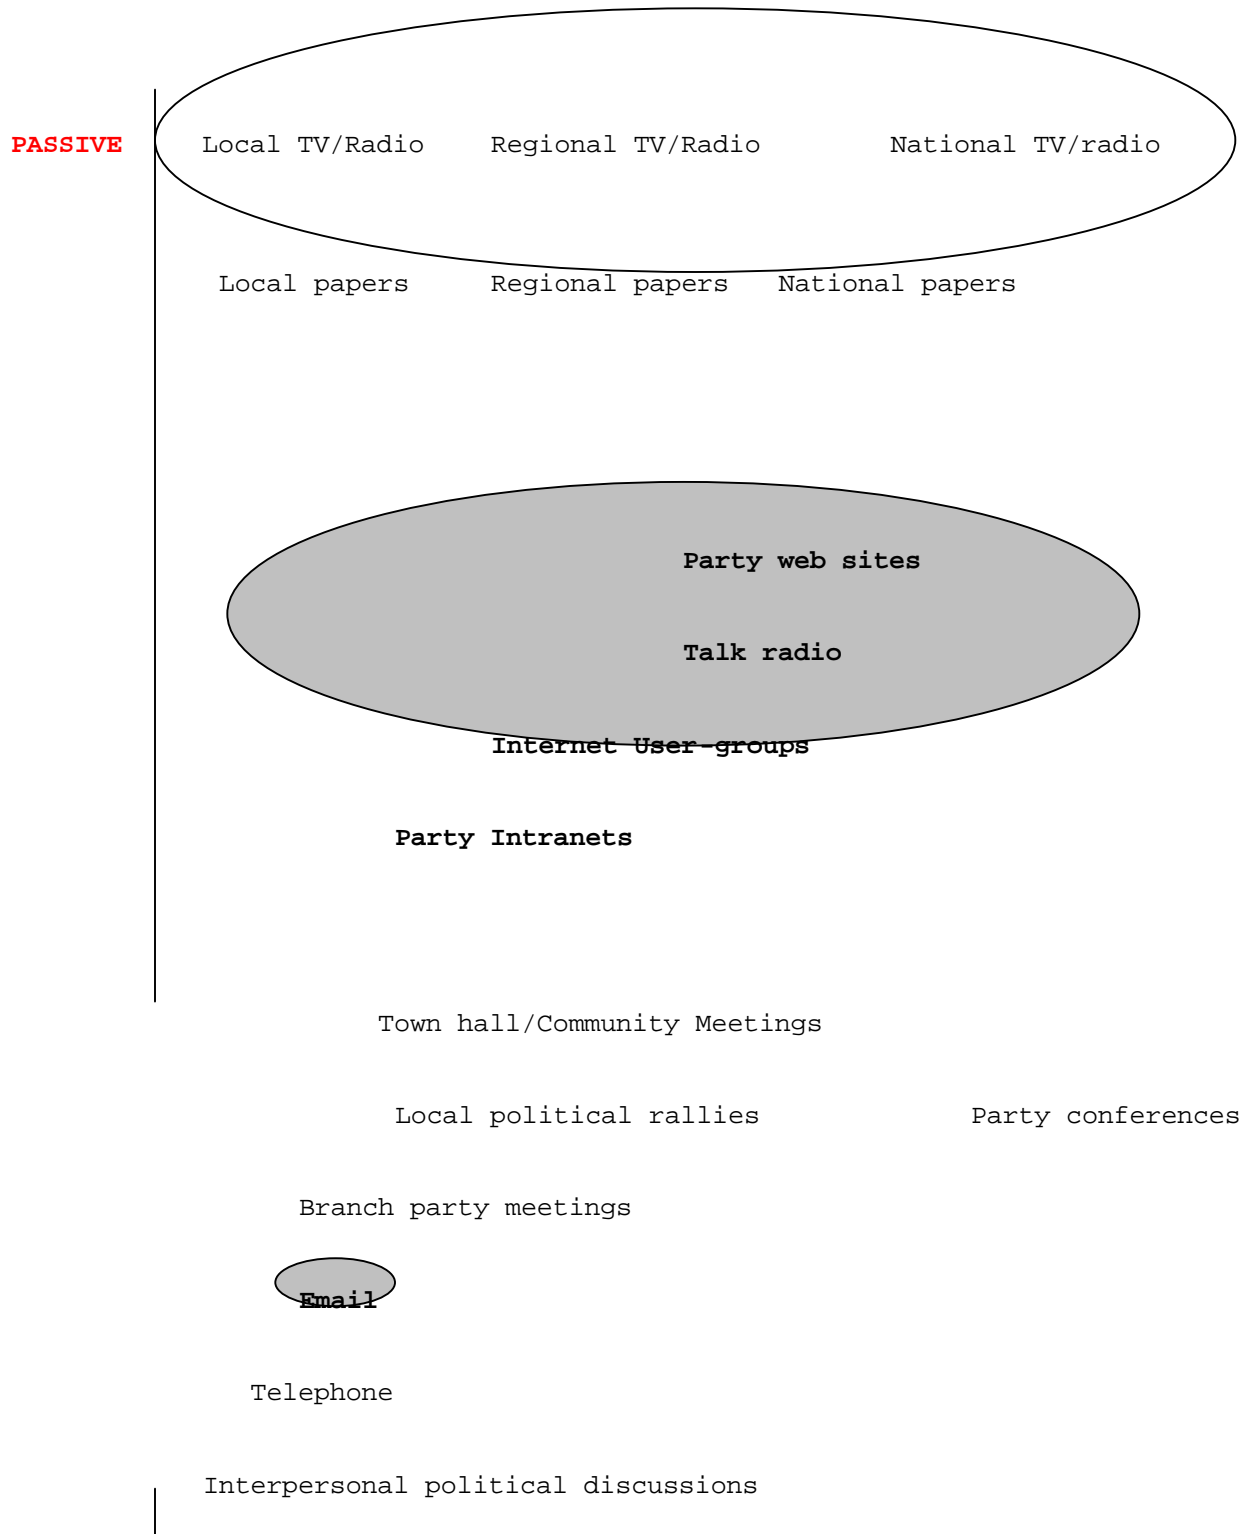 PASSIVE Local TV/Radio Regional TV/Radio National TV/radio
Local papers Regional papers National papers
Party web sites
Talk radio
Internet User-groups
Party Intranets
Town hall/Community Meetings
Local political rallies Party conferences
Branch party meetings
Email
Telephone
Interpersonal political discussions